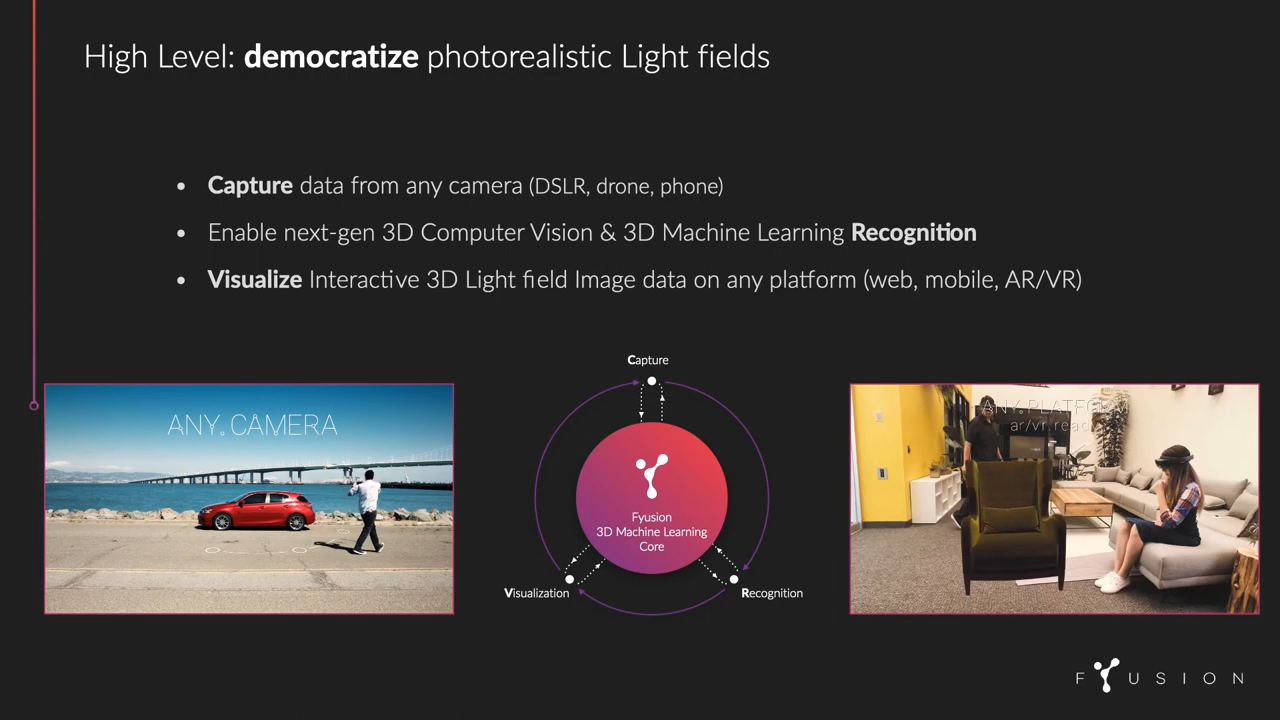 High Level: democratize photorealistic Light fields
• Capture data from any camera (DSLR, drone, phone)
• Enable next-gen 3D Computer Vision & 3D Machine Learning Recognition
• Visualize Interactive 3D Light field Image data on any platform (web, mobile, AR/VR)
ANY CAMERA
Capture
Fyusion
3D Machine Learning
Core
Visualization
Recognition
ANY PLATFORM
ar/vr ready
FYUSION